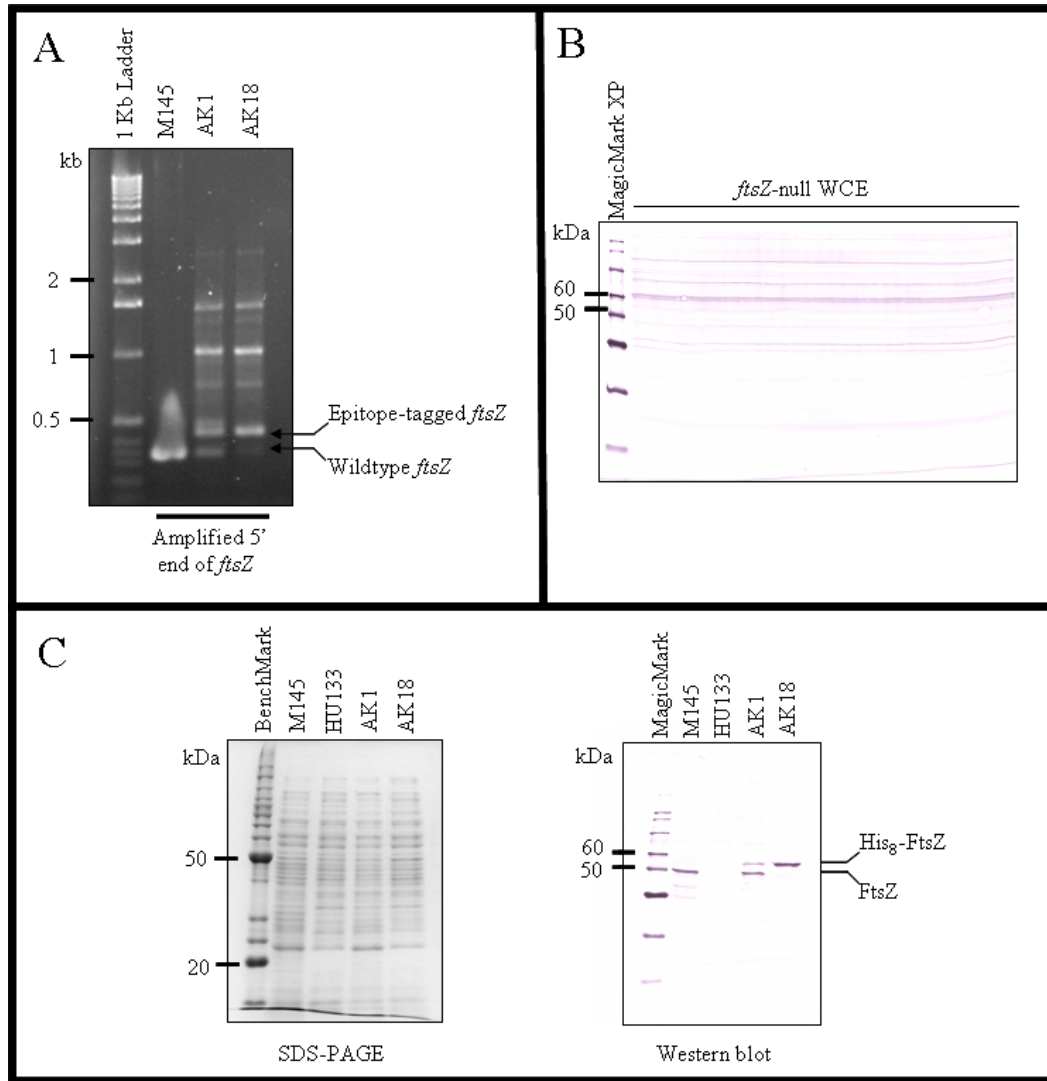 A
1 Kb Ladder
M145
AK1
AK18
kb
2
1
0.5
Epitope-tagged ftsZ
Wildtype ftsZ
Amplified 5’
end of ftsZ
B
MagicMark XP
ftsZ-null WCE
kDa
60
50
C
BenchMark
M145
HU133
AK1
AK18
kDa
50
20
SDS-PAGE
MagicMark
M145
HU133
AK1
AK18
kDa
60
50
His8-FtsZ
FtsZ
Western blot